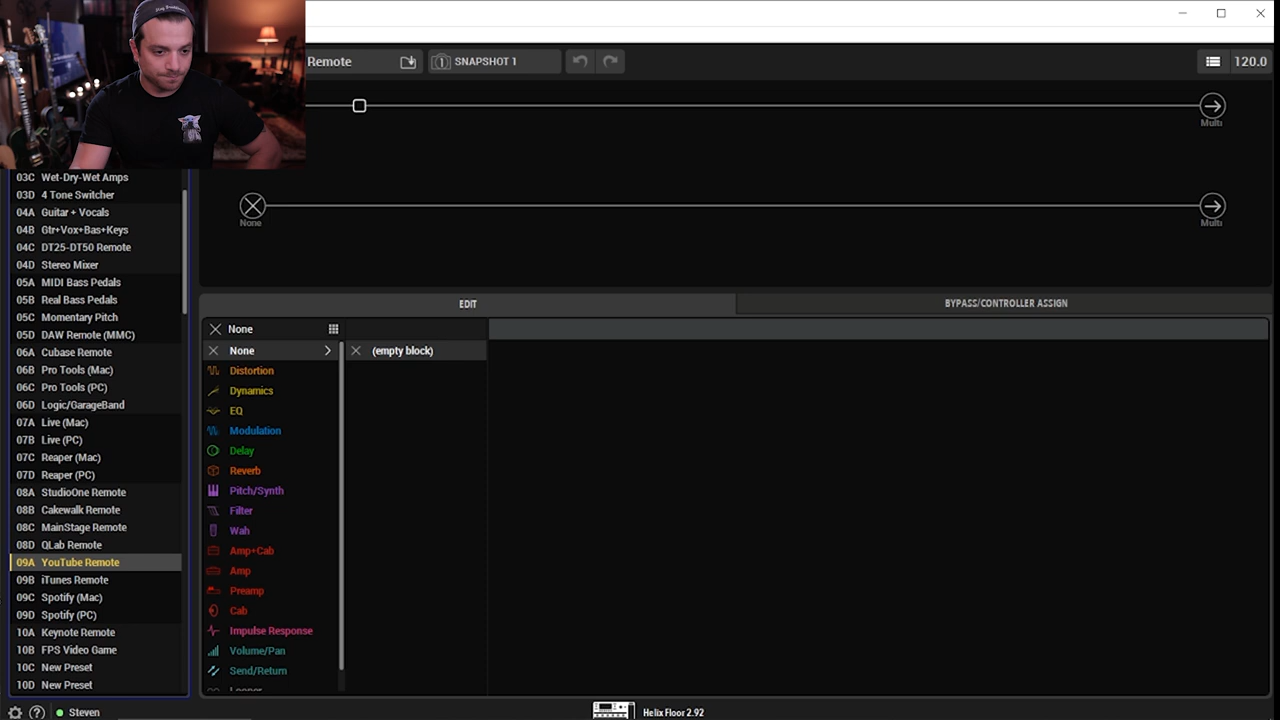 Remote
1
SNAPSHOT 1
120.0
Multi
None
Multi
03C Wet-Dry-Wet Amps
03D 4 Tone Switcher
04A Guitar + Vocals
04B Gtr+Vox+Bas+Keys
04C DT25-DT50 Remote
04D Stereo Mixer
05A MIDI Bass Pedals
05B Real Bass Pedals
05C Momentary Pitch
05D DAW Remote (MMC)
06A Cubase Remote
06B Pro Tools (Mac)
06C Pro Tools (PC)
06D Logic/GarageBand
07A Live (Mac)
07B Live (PC)
07C Reaper (Mac)
07D Reaper (PC)
08A StudioOne Remote
08B Cakewalk Remote
08C MainStage Remote
08D QLab Remote
09A YouTube Remote
09B iTunes Remote
09C Spotify (Mac)
09D Spotify (PC)
10A Keynote Remote
10B FPS Video Game
10C New Preset
10D New Preset
EDIT
BYPASS/CONTROLLER ASSIGN
None
None
(empty block)
Distortion
Dynamics
EQ
Modulation
Delay
Reverb
Pitch/Synth
Filter
Wah
Amp+Cab
Amp
Preamp
Cab
Impulse Response
Volume/Pan
Send/Return
Looper
?
Steven
Helix Floor 2.92